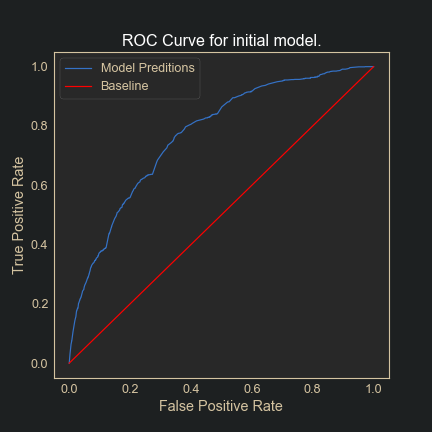 ROC Curve for initial model.
Model Preditions
Baseline
True Positive Rate
1.0
0.8
0.6
0.4
0.2
0.0
0.0 0.2 0.4 0.6 0.8 1.0
False Positive Rate